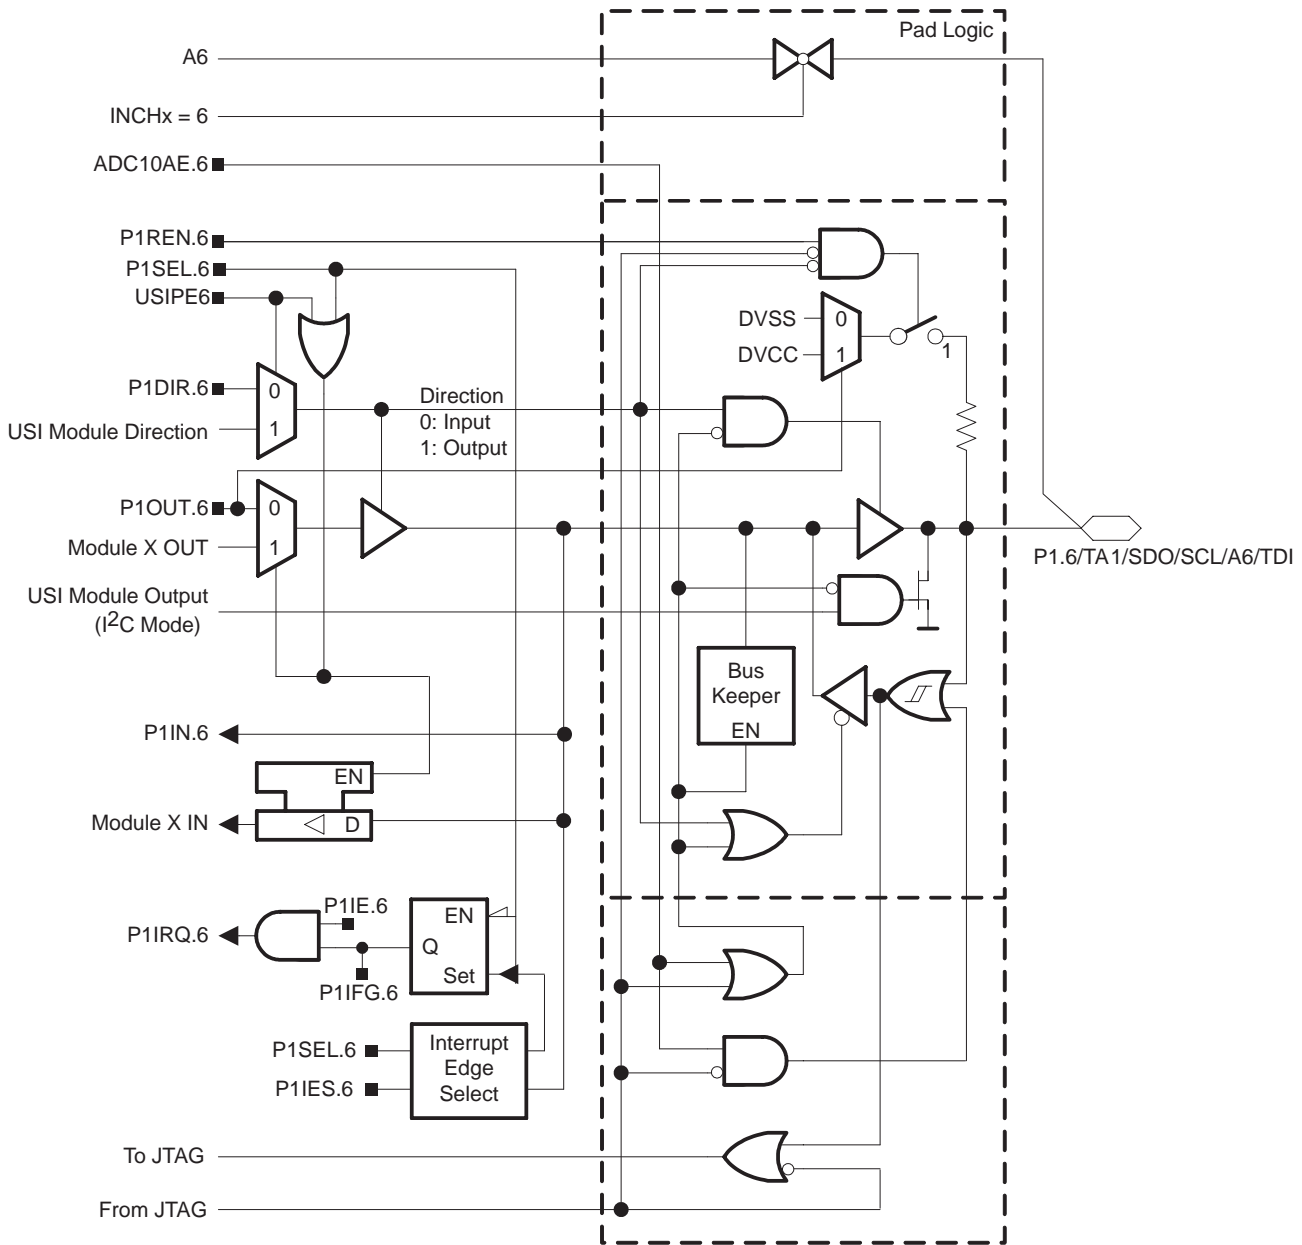 Pad Logic
A6
INCHx = 6
ADC10AE.6
P1REN.6
P1SEL.6
USIPE6
DVSS
0
DVCC
1
1
P1DIR.6
0
USI Module Direction
1
Direction
0: Input
1: Output
P1OUT.6
0
Module X OUT
1
P1.6/TA1/SDO/SCL/A6/TDI
USI Module Output
(I2C Mode)
Bus
Keeper
EN
P1IN.6
EN
Module X IN
D
P1IE.6
P1IRQ.6
EN
Q
Set
P1IFG.6
P1SEL.6
P1IES.6
Interrupt
Edge
Select
To JTAG
From JTAG